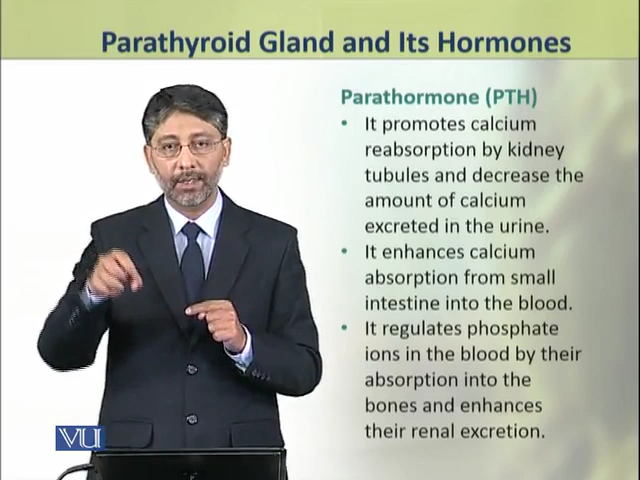 Parathyroid Gland and Its Hormones
Parathormone (PTH)
• It promotes calcium
reabsorption by kidney
tubules and decrease the
amount of calcium
excreted in the urine.
• It enhances calcium
absorption from small
intestine into the blood.
• It regulates phosphate
ions in the blood by their
absorption into the
bones and enhances
their renal excretion.
VU